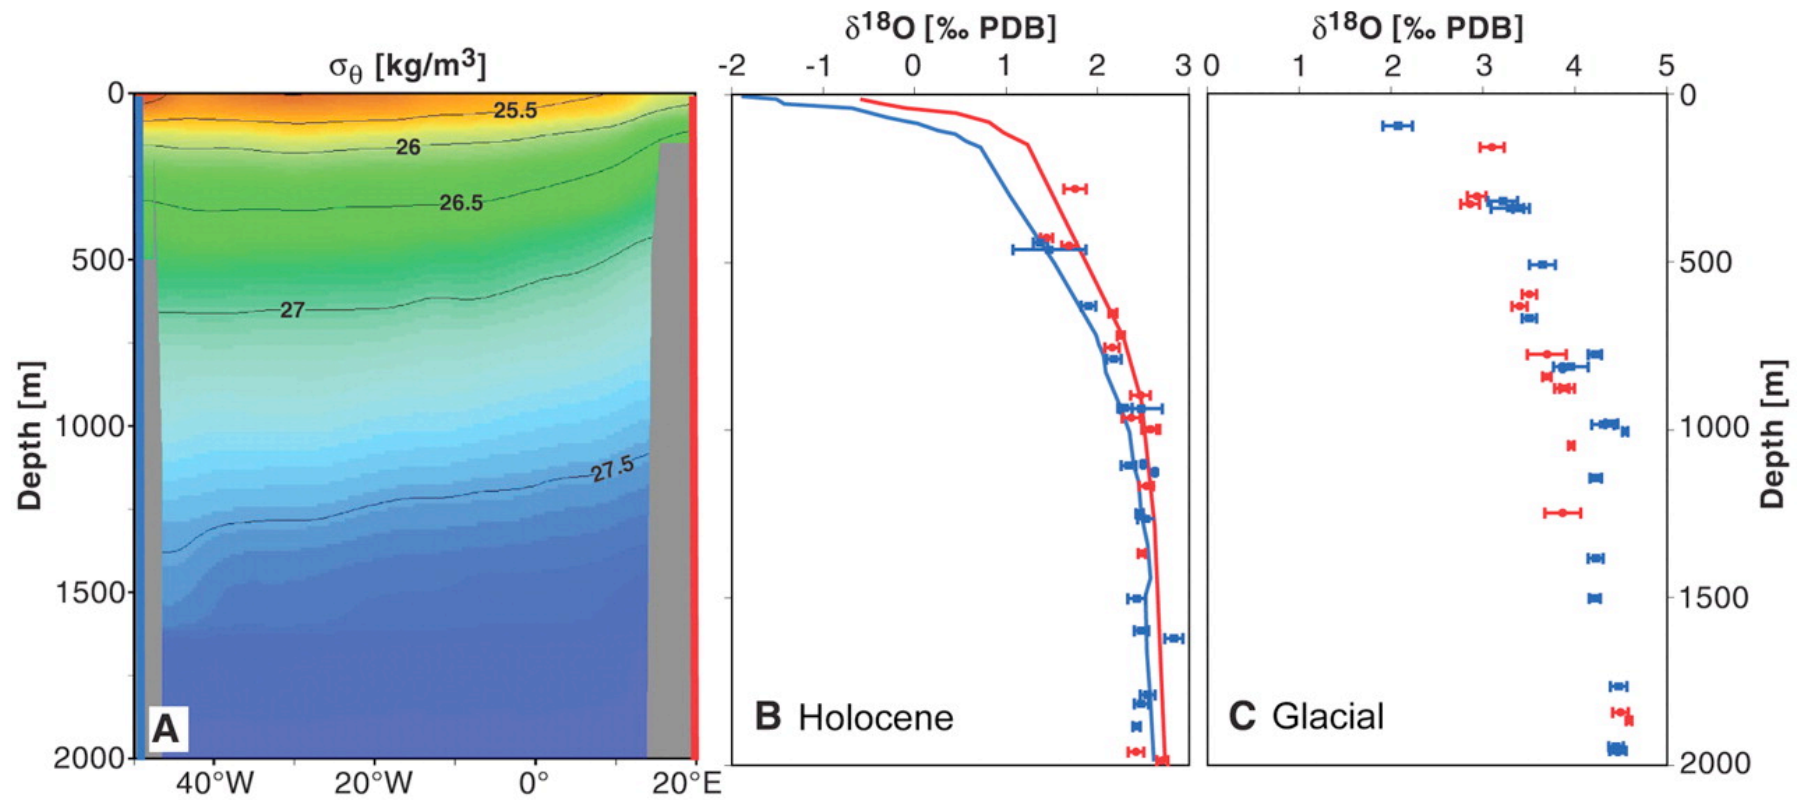 σθ [kg/m³]
0
500
1000
1500
2000
Depth [m]
25.5
26
26.5
27
27.5
A
40°W
20°W
0°
20°E
δ¹⁸O [‰ PDB]
-2
-1
0
1
2
3
B Holocene
δ¹⁸O [‰ PDB]
0
1
2
3
4
5
C Glacial
0
500
1000
1500
2000
Depth [m]